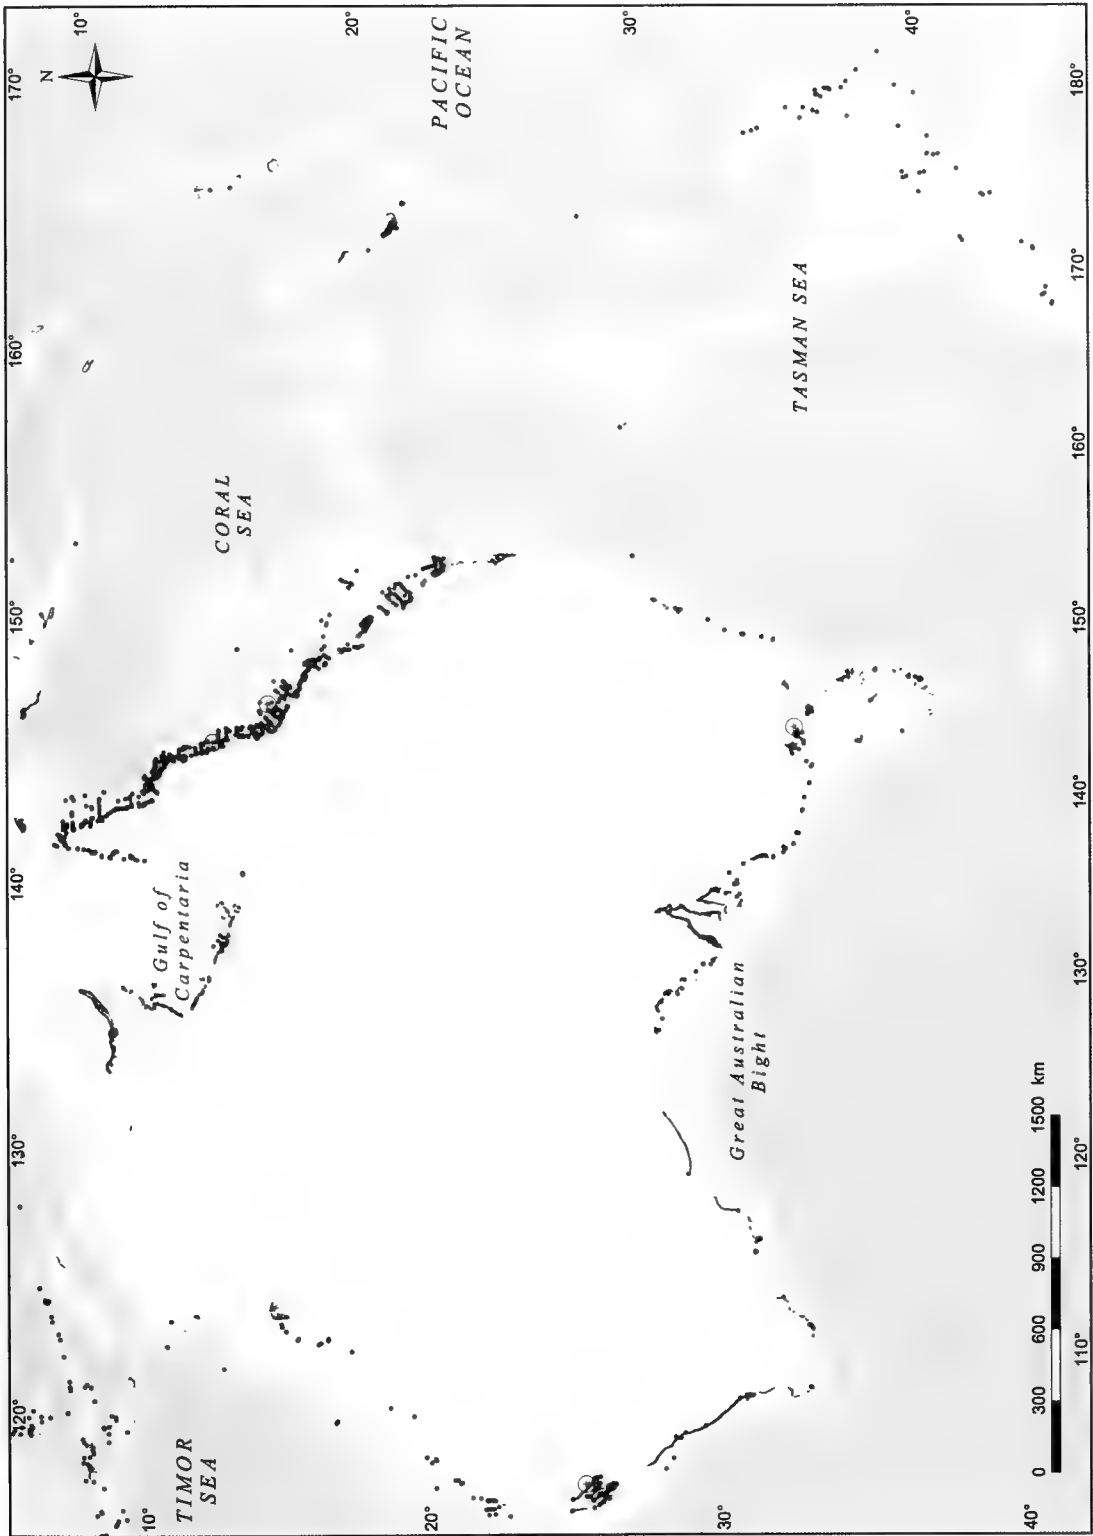 120°
130°
140°
150°
160°
170°
N
10°
10°
TIMOR
SEA
Gulf of
Carpentaria
CORAL
SEA
20°
PACIFIC
OCEAN
20°
30°
30°
Great Australian
Bight
TASMAN SEA
40°
40°
0 300 600 900 1200 1500 km
110°
120°
130°
140°
150°
160°
170°
180°